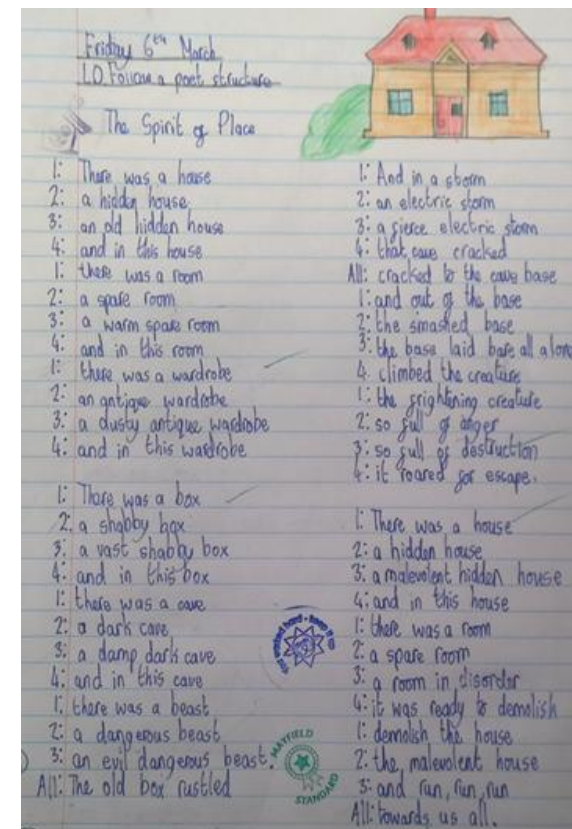 Friday 6th March
LO Follow a poet structure
The Spirit of Place
1: There was a house
2: a hidden house
3: an old hidden house
4: and in this house
1: there was a room
2: a spare room
3: a warm spare room
4: and in this room
1: there was a wardrobe
2: an antique wardrobe
3: a dusty antique wardrobe
4: and in this wardrobe
1: There was a box
2: a shabby box
3: a vast shabby box
4: and in this box
1: there was a cave
2: a dark cave
3: a damp dark cave
4: and in this cave
1: there was a beast
2: a dangerous beast
3: an evil dangerous beast.
All: The old box rustled
1: And in a storm
2: an electric storm
3: a fierce electric storm
4: that cave cracked
All: cracked to the cave base
1: and out of the base
2: the smashed base
3: the base laid bare all alone
4. climbed the creature
1: the frightening creature
2: so full of anger
3: so full of destruction
4: it roared for escape.
1: There was a house
2: a hidden house
3: a malevolent hidden house
4: and in this house
1: there was a room
2: a spare room
3: a room in disorder
4: it was ready to demolish
1: demolish the house
2: the malevolent house
3: and run, run, run
All: towards us all.
You worked hard - keep it up
MAYFIELD
STANDARD